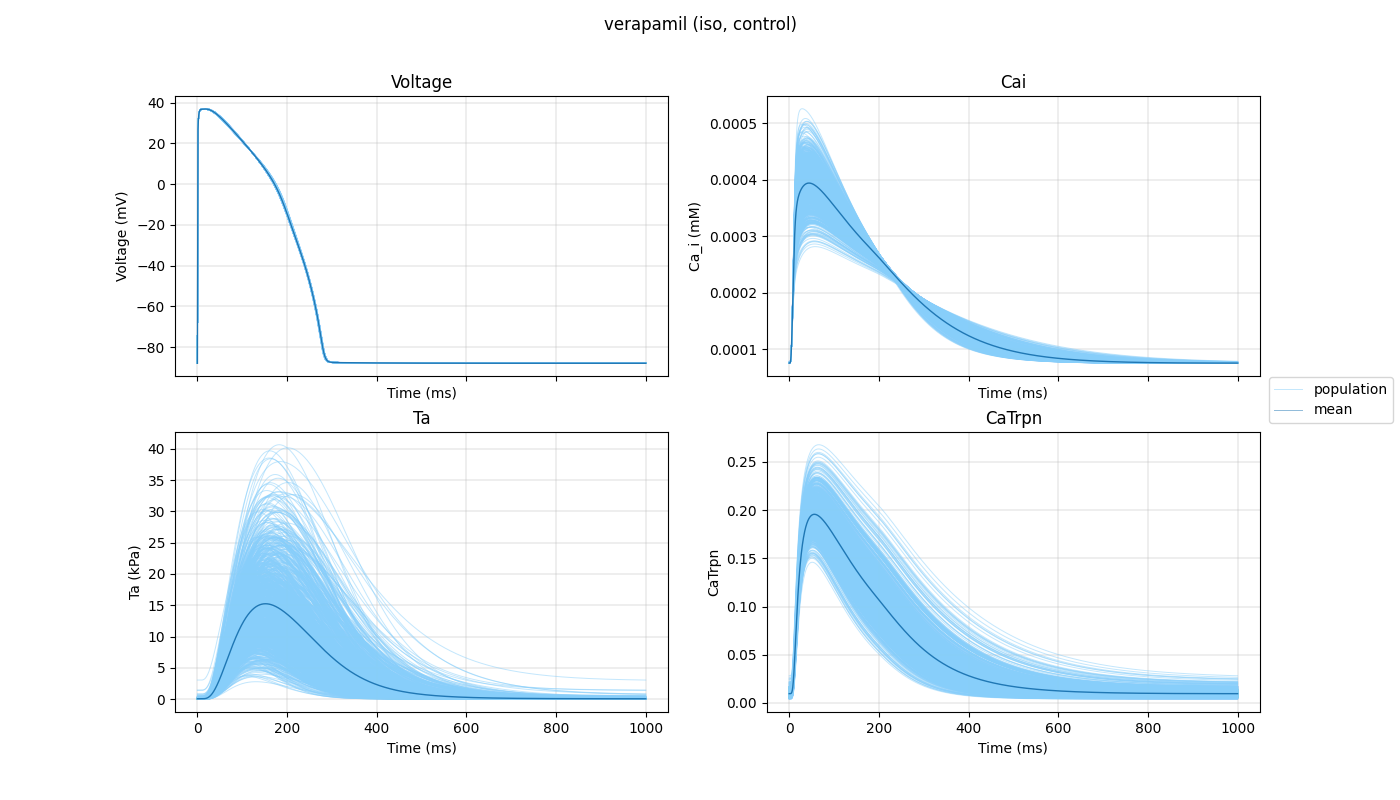 verapamil (iso, control)
Voltage
Cai
40
20
0
−20
−40
−60
−80
Voltage (mV)
Time (ms)
0.0005
0.0004
0.0003
0.0002
0.0001
Ca_i (mM)
Time (ms)
population
mean
Ta
CaTrpn
40
35
30
25
20
15
10
5
0
Ta (kPa)
0 200 400 600 800 1000
Time (ms)
0.25
0.20
0.15
0.10
0.05
0.00
CaTrpn
0 200 400 600 800 1000
Time (ms)